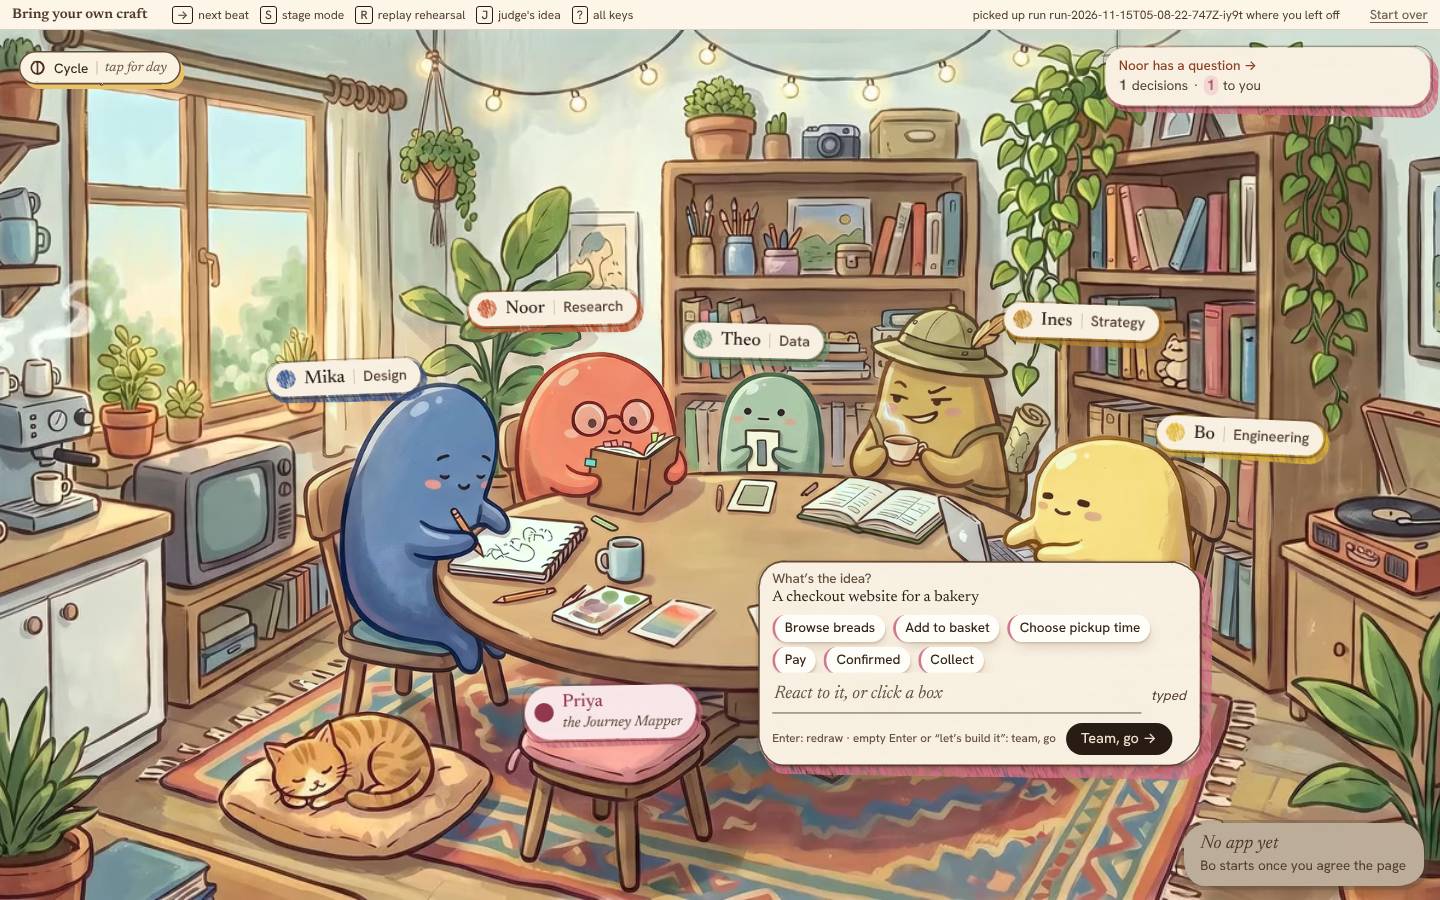 Bring your own craft → next beat S stage mode R replay rehearsal J judge's idea ? all keys picked up run run-2026-11-15T05-08-22-747Z-iy9t where you left off Start over
Cycle | tap for day
Noor has a question →
1 decisions · 1 to you
Noor | Research
Ines | Strategy
Theo | Data
Mika | Design
Bo | Engineering
What's the idea?
A checkout website for a bakery
Browse breads Add to basket Choose pickup time
Pay Confirmed Collect
React to it, or click a box typed
Enter: redraw · empty Enter or “let's build it”: team, go Team, go →
Priya
the Journey Mapper
No app yet
Bo starts once you agree the page